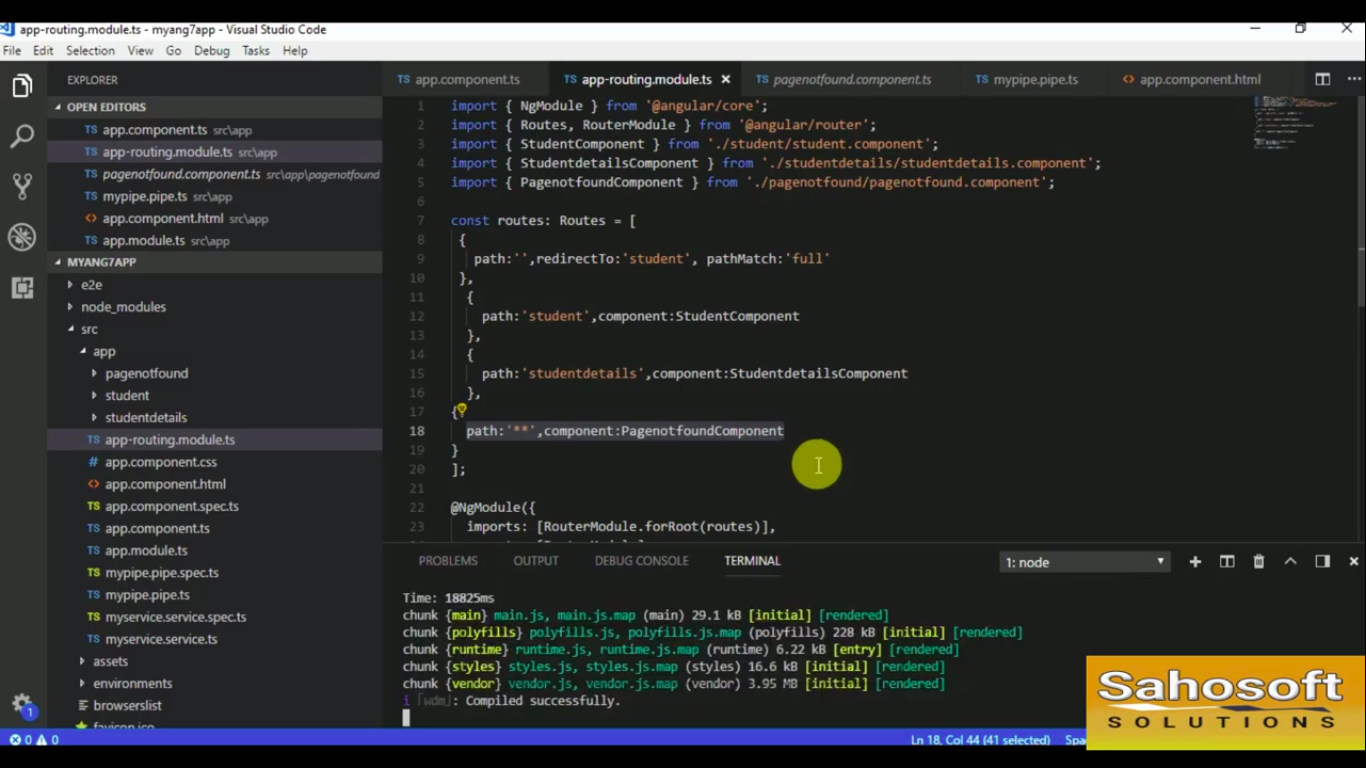 app-routing.module.ts - myang7app - Visual Studio Code
File Edit Selection View Go Debug Tasks Help
EXPLORER
OPEN EDITORS
TS app.component.ts src\app
TS app-routing.module.ts src\app
TS pagenotfound.component.ts src\app\pagenotfound
TS mypipe.pipe.ts src\app
<> app.component.html src\app
TS app.module.ts src\app
MYANG7APP
e2e
node_modules
src
app
pagenotfound
student
studentdetails
TS app-routing.module.ts
# app.component.css
<> app.component.html
TS app.component.spec.ts
TS app.component.ts
TS app.module.ts
TS mypipe.pipe.spec.ts
TS mypipe.pipe.ts
TS myservice.service.spec.ts
TS myservice.service.ts
assets
environments
browserslist
favicon.ico
TS app.component.ts TS app-routing.module.ts × TS pagenotfound.component.ts TS mypipe.pipe.ts <> app.component.html
1 import { NgModule } from '@angular/core';
2 import { Routes, RouterModule } from '@angular/router';
3 import { StudentComponent } from './student/student.component';
4 import { StudentdetailsComponent } from './studentdetails/studentdetails.component';
5 import { PagenotfoundComponent } from './pagenotfound/pagenotfound.component';
6
7 const routes: Routes = [
8 {
9 path:'',redirectTo:'student', pathMatch:'full'
10 },
11 {
12 path:'student',component:StudentComponent
13 },
14 {
15 path:'studentdetails',component:StudentdetailsComponent
16 },
17 {
18 path:'**',component:PagenotfoundComponent
19 }
20 ];
21
22 @NgModule({
23 imports: [RouterModule.forRoot(routes)],
PROBLEMS OUTPUT DEBUG CONSOLE TERMINAL 1: node
Time: 18825ms
chunk {main} main.js, main.js.map (main) 29.1 kB [initial] [rendered]
chunk {polyfills} polyfills.js, polyfills.js.map (polyfills) 228 kB [initial] [rendered]
chunk {runtime} runtime.js, runtime.js.map (runtime) 6.22 kB [entry] [rendered]
chunk {styles} styles.js, styles.js.map (styles) 16.6 kB [initial] [rendered]
chunk {vendor} vendor.js, vendor.js.map (vendor) 3.95 MB [initial] [rendered]
i ｢wdm｣: Compiled successfully.
1
0 0 Ln 18, Col 44 (41 selected)
Sahosoft
SOLUTIONS